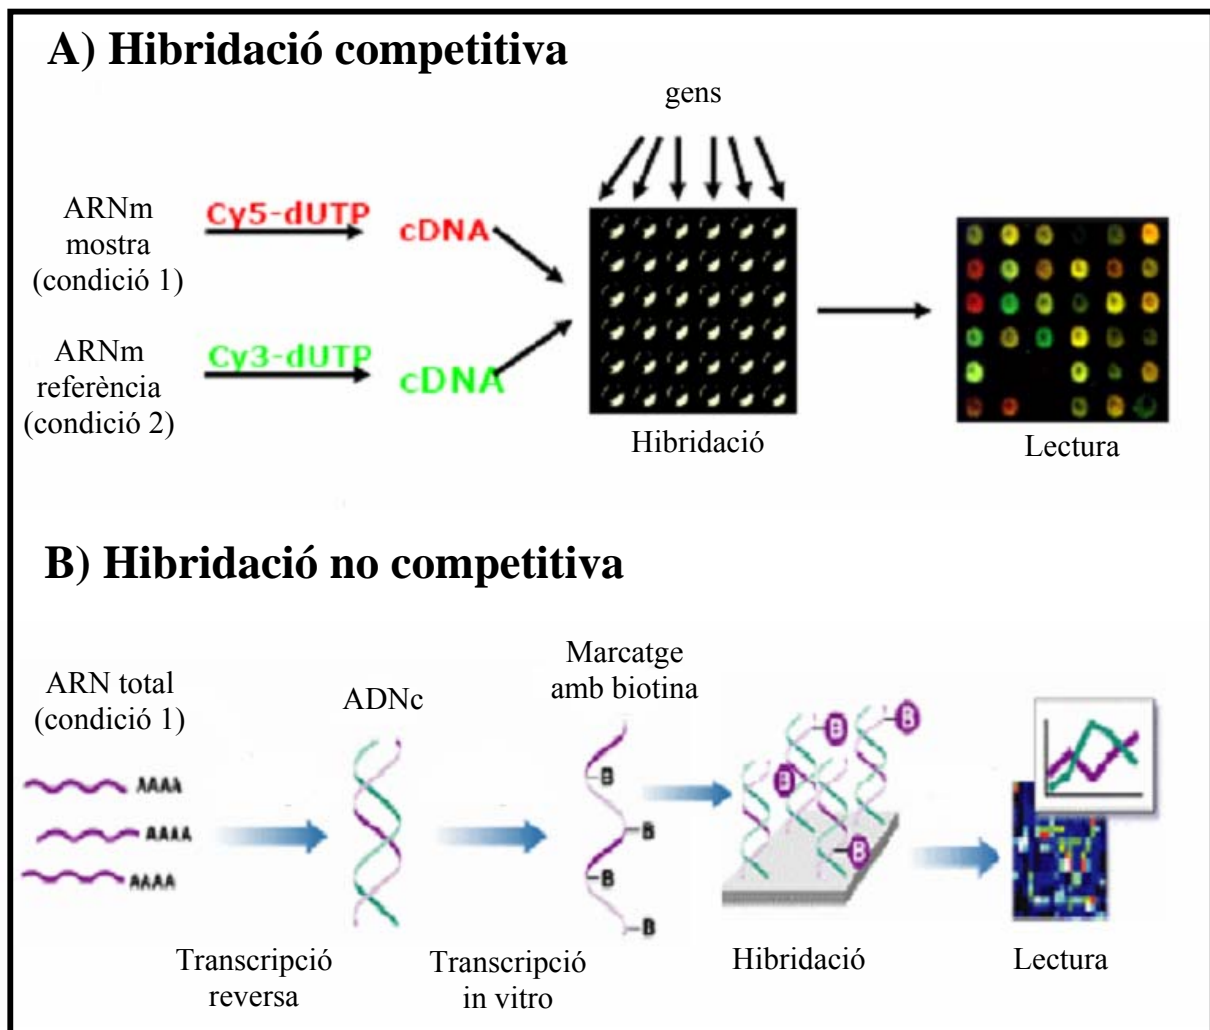 A) Hibridació competitiva
gens
ARNm
mostra
(condició 1)
Cy5-dUTP
cDNA
ARNm
referència
(condició 2)
Cy3-dUTP
cDNA
Hibridació
Lectura
B) Hibridació no competitiva
ARN total
(condició 1)
AAAA
AAAA
AAAA
Transcripció
reversa
ADNc
Transcripció
in vitro
Marcatge
amb biotina
B
B
B
B
B
B
B
B
Hibridació
Lectura